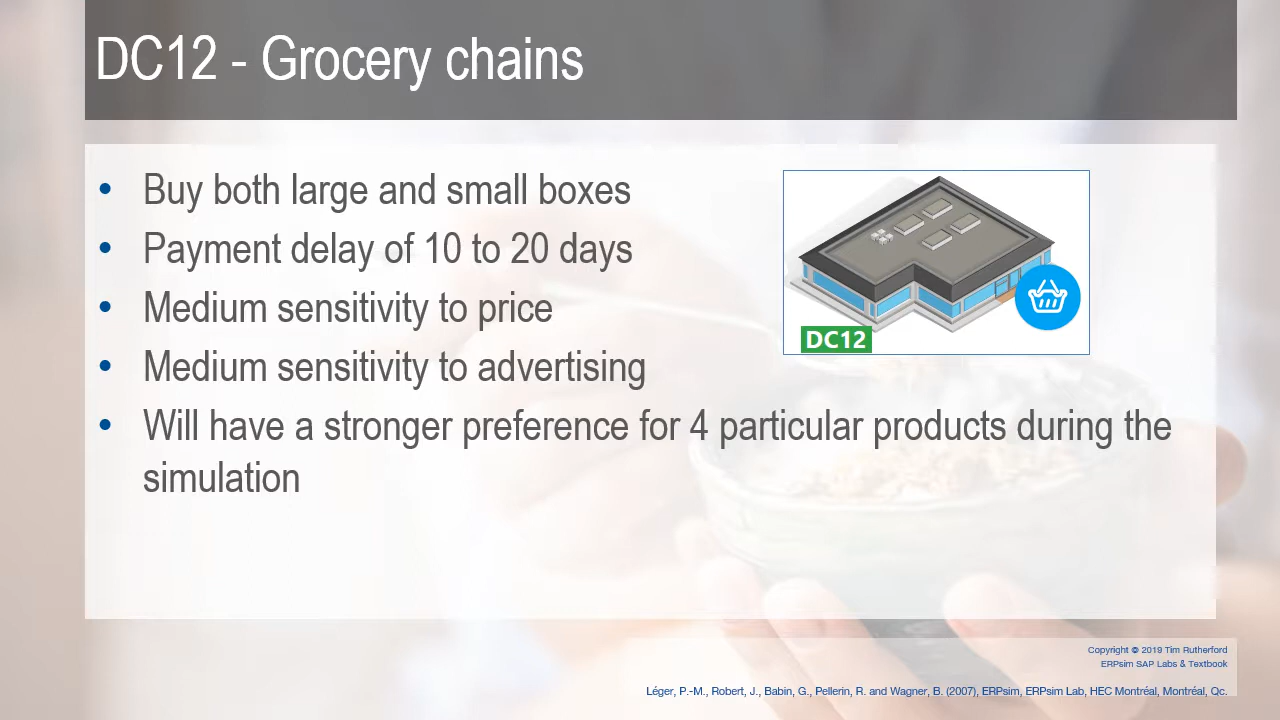 DC12 - Grocery chains
• Buy both large and small boxes
• Payment delay of 10 to 20 days
• Medium sensitivity to price
• Medium sensitivity to advertising
• Will have a stronger preference for 4 particular products during the
simulation
DC12
Copyright © 2019 Tim Rutherford
ERPsim SAP Labs & Textbook
Léger, P.-M., Robert, J., Babin, G., Pellerin, R. and Wagner, B. (2007), ERPsim, ERPsim Lab, HEC Montréal, Montréal, Qc.